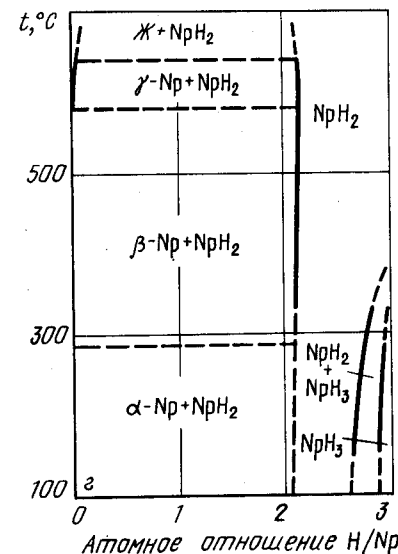 t,°C
Ж+NpH₂
γ-Np+NpH₂
NpH₂
500
β-Np+NpH₂
300
NpH₂
+
NpH₃
α-Np+NpH₂
NpH₃
100
г
0 1 2 3
Атомное отношение H/Np